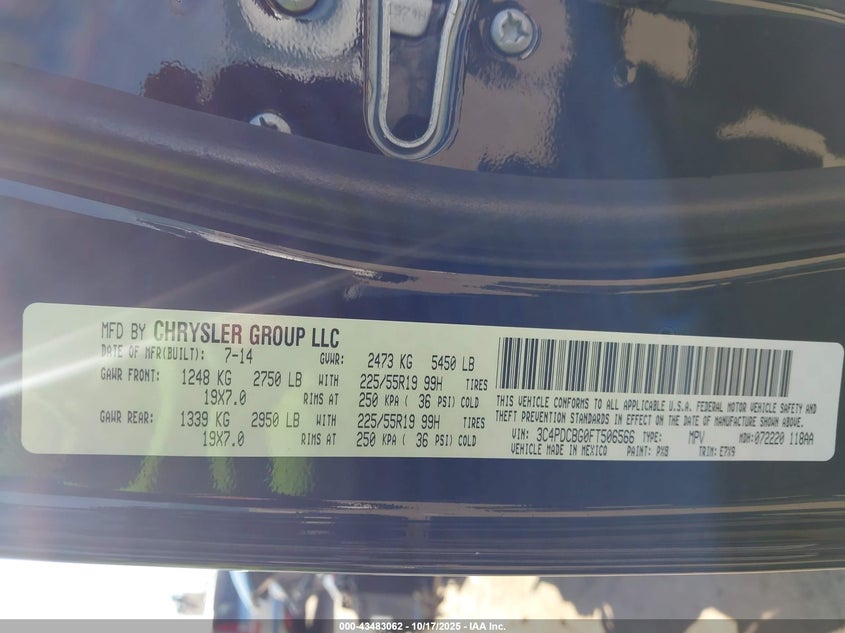 MFD BY CHRYSLER GROUP LLC
DATE OF MFR(BUILT): 7-14 GVWR: 2473 KG 5450 LB
GAWR FRONT: 1248 KG 2750 LB WITH 225/55R19 99H TIRES
19X7.0 RIMS AT 250 KPA ( 36 PSI) COLD
GAWR REAR: 1339 KG 2950 LB WITH 225/55R19 99H TIRES
19X7.0 RIMS AT 250 KPA ( 36 PSI) COLD
THIS VEHICLE CONFORMS TO ALL APPLICABLE U.S.A. FEDERAL MOTOR VEHICLE SAFETY AND
THEFT PREVENTION STANDARDS IN EFFECT ON THE DATE OF MANUFACTURE SHOWN ABOVE.
VIN: 3C4PDCBG0FT506566 TYPE: MPV MDH: 072220 118AA
VEHICLE MADE IN MEXICO PAINT: PXB TRIM: E7X9
000-43483062 - 10/17/2025 - IAA Inc.